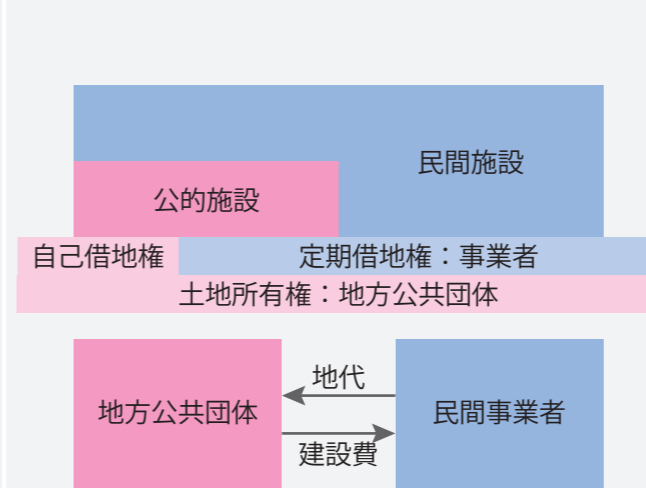 民間施設
公的施設
自己借地権
定期借地権：事業者
土地所有権：地方公共団体
地代
地方公共団体
民間事業者
建設費